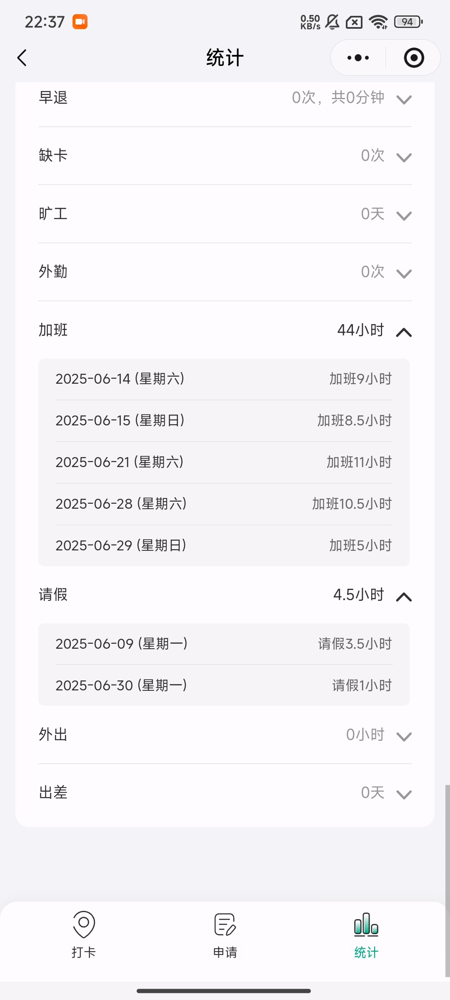 22:37
0.50
KB/s
94
统计
早退 0次，共0分钟
缺卡 0次
旷工 0天
外勤 0次
加班 44小时
2025-06-14 (星期六) 加班9小时
2025-06-15 (星期日) 加班8.5小时
2025-06-21 (星期六) 加班11小时
2025-06-28 (星期六) 加班10.5小时
2025-06-29 (星期日) 加班5小时
请假 4.5小时
2025-06-09 (星期一) 请假3.5小时
2025-06-30 (星期一) 请假1小时
外出 0小时
出差 0天
打卡 申请 统计